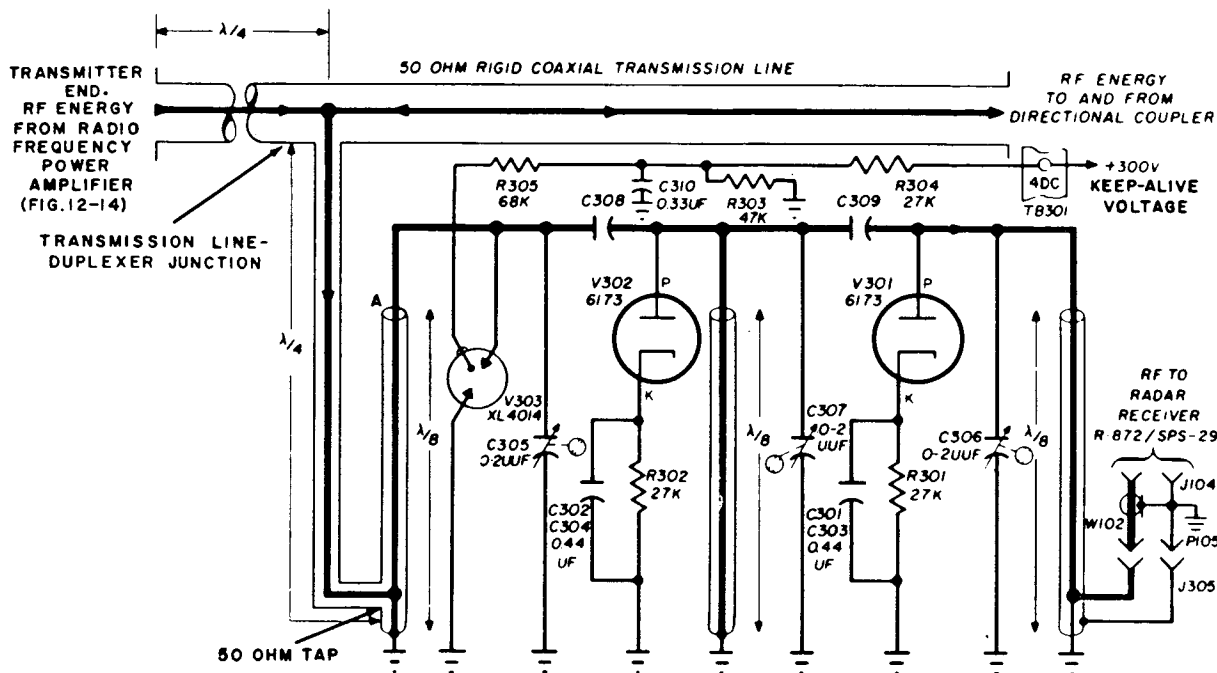 λ/4
TRANSMITTER
END.
RF ENERGY
FROM RADIO
FREQUENCY
POWER
AMPLIFIER
(FIG.12-14)
50 OHM RIGID COAXIAL TRANSMISSION LINE
RF ENERGY
TO AND FROM
DIRECTIONAL COUPLER
TRANSMISSION LINE-
DUPLEXER JUNCTION
R305
68K
C310
0.33UF
R303
47K
R304
27K
4DC
TB301
+300V
KEEP-ALIVE
VOLTAGE
C308
C309
A
λ/4
λ/8
V303
XL4014
C305
0-2UUF
V302
6173
P
K
C302
C304
0.44
UF
R302
27K
λ/8
C307
0-2
UUF
V301
6173
P
K
C301
C303
0.44
UF
R301
27K
C306
0-2UUF
λ/8
RF TO
RADAR
RECEIVER
R-872/SPS-29
J104
W102
P105
J305
50 OHM TAP